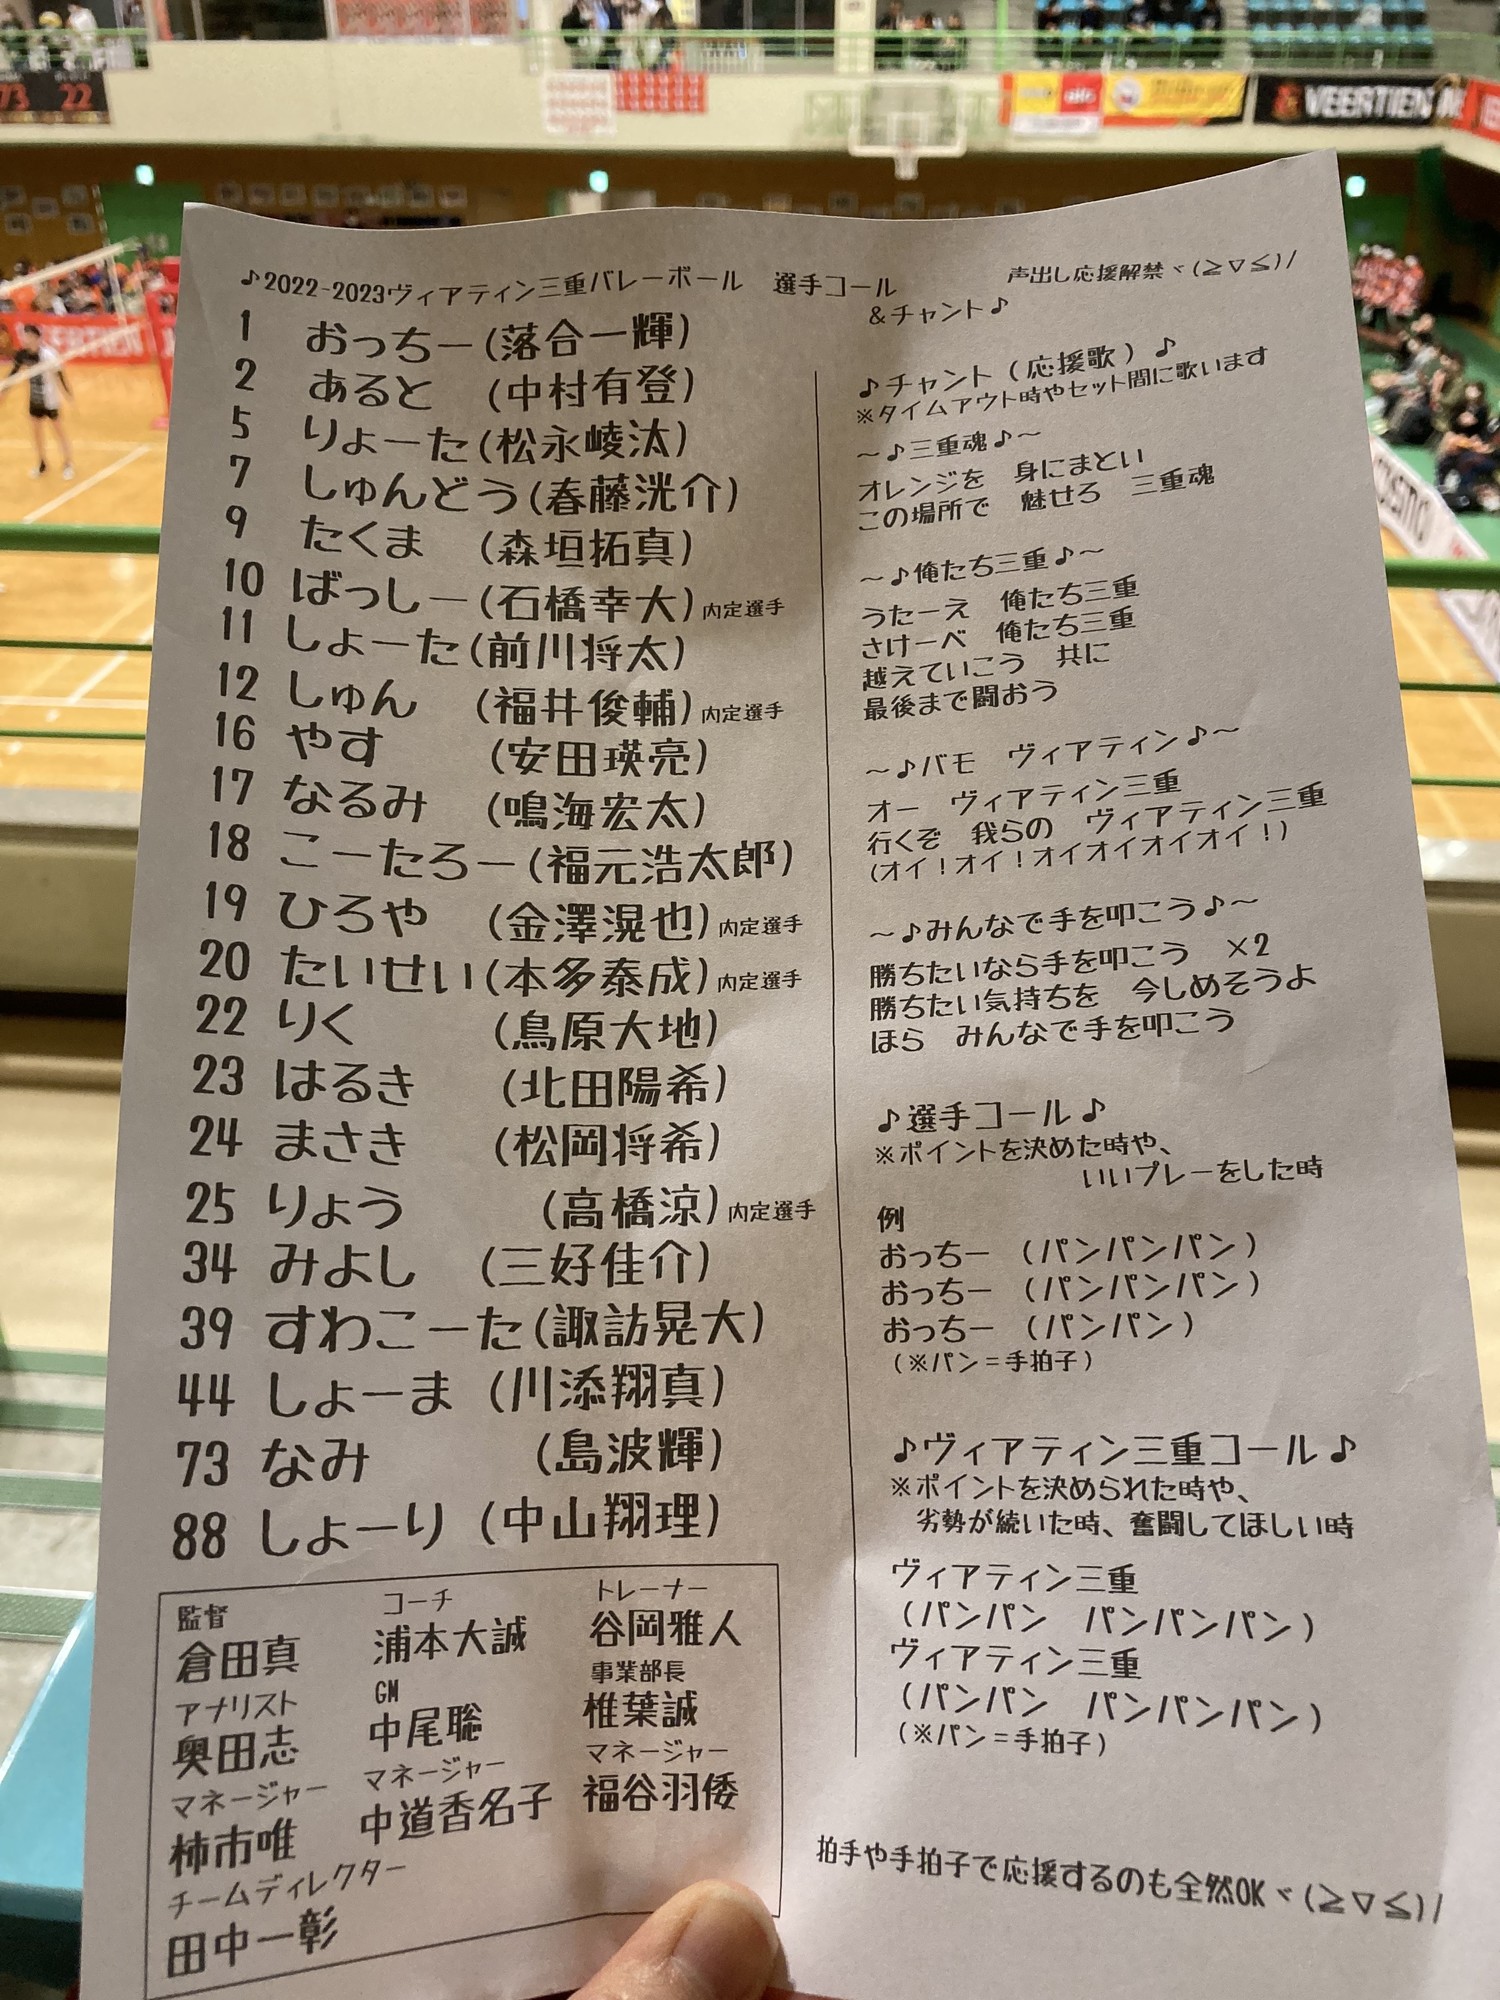 73 22
VEERTIEN
♪2022-2023ヴィアティン三重バレーボール 選手コール
&チャント♪
声出し応援解禁ヾ(≧▽≦)/
1 おっちー(落合一輝)
2 あると (中村有登)
5 りょーた(松永崚汰)
7 しゅんどう(春藤洸介)
9 たくま (森垣拓真)
10 ばっしー(石橋幸大)内定選手
11 しょーた(前川将太)
12 しゅん (福井俊輔)内定選手
16 やす (安田瑛亮)
17 なるみ (鳴海宏太)
18 こーたろー(福元浩太郎)
19 ひろや (金澤滉也)内定選手
20 たいせい(本多泰成)内定選手
22 りく (鳥原大地)
23 はるき (北田陽希)
24 まさき (松岡将希)
25 りょう (高橋涼)内定選手
34 みよし (三好佳介)
39 すわこーた(諏訪晃大)
44 しょーま (川添翔真)
73 なみ (島波輝)
88 しょーり (中山翔理)
監督 コーチ トレーナー
倉田真 浦本大誠 谷岡雅人
アナリスト GM 事業部長
奥田志 中尾聡 椎葉誠
マネージャー マネージャー マネージャー
柿市唯 中道香名子 福谷羽倭
チームディレクター
田中一彰
♪チャント(応援歌)♪
※タイムアウト時やセット間に歌います
～♪三重魂♪～
オレンジを 身にまとい
この場所で 魅せろ 三重魂
～♪俺たち三重♪～
うたーえ 俺たち三重
さけーべ 俺たち三重
越えていこう 共に
最後まで闘おう
～♪バモ ヴィアティン♪～
オー ヴィアティン三重
行くぞ 我らの ヴィアティン三重
(オイ!オイ!オイオイオイオイ!)
～♪みんなで手を叩こう♪～
勝ちたいなら手を叩こう ×2
勝ちたい気持ちを 今しめそうよ
ほら みんなで手を叩こう
♪選手コール♪
※ポイントを決めた時や、
いいプレーをした時
例
おっちー (パンパンパン)
おっちー (パンパンパン)
おっちー (パンパン)
(※パン=手拍子)
♪ヴィアティン三重コール♪
※ポイントを決められた時や、
劣勢が続いた時、奮闘してほしい時
ヴィアティン三重
(パンパン パンパンパン)
ヴィアティン三重
(パンパン パンパンパン)
(※パン=手拍子)
拍手や手拍子で応援するのも全然OKヾ(≧▽≦)/